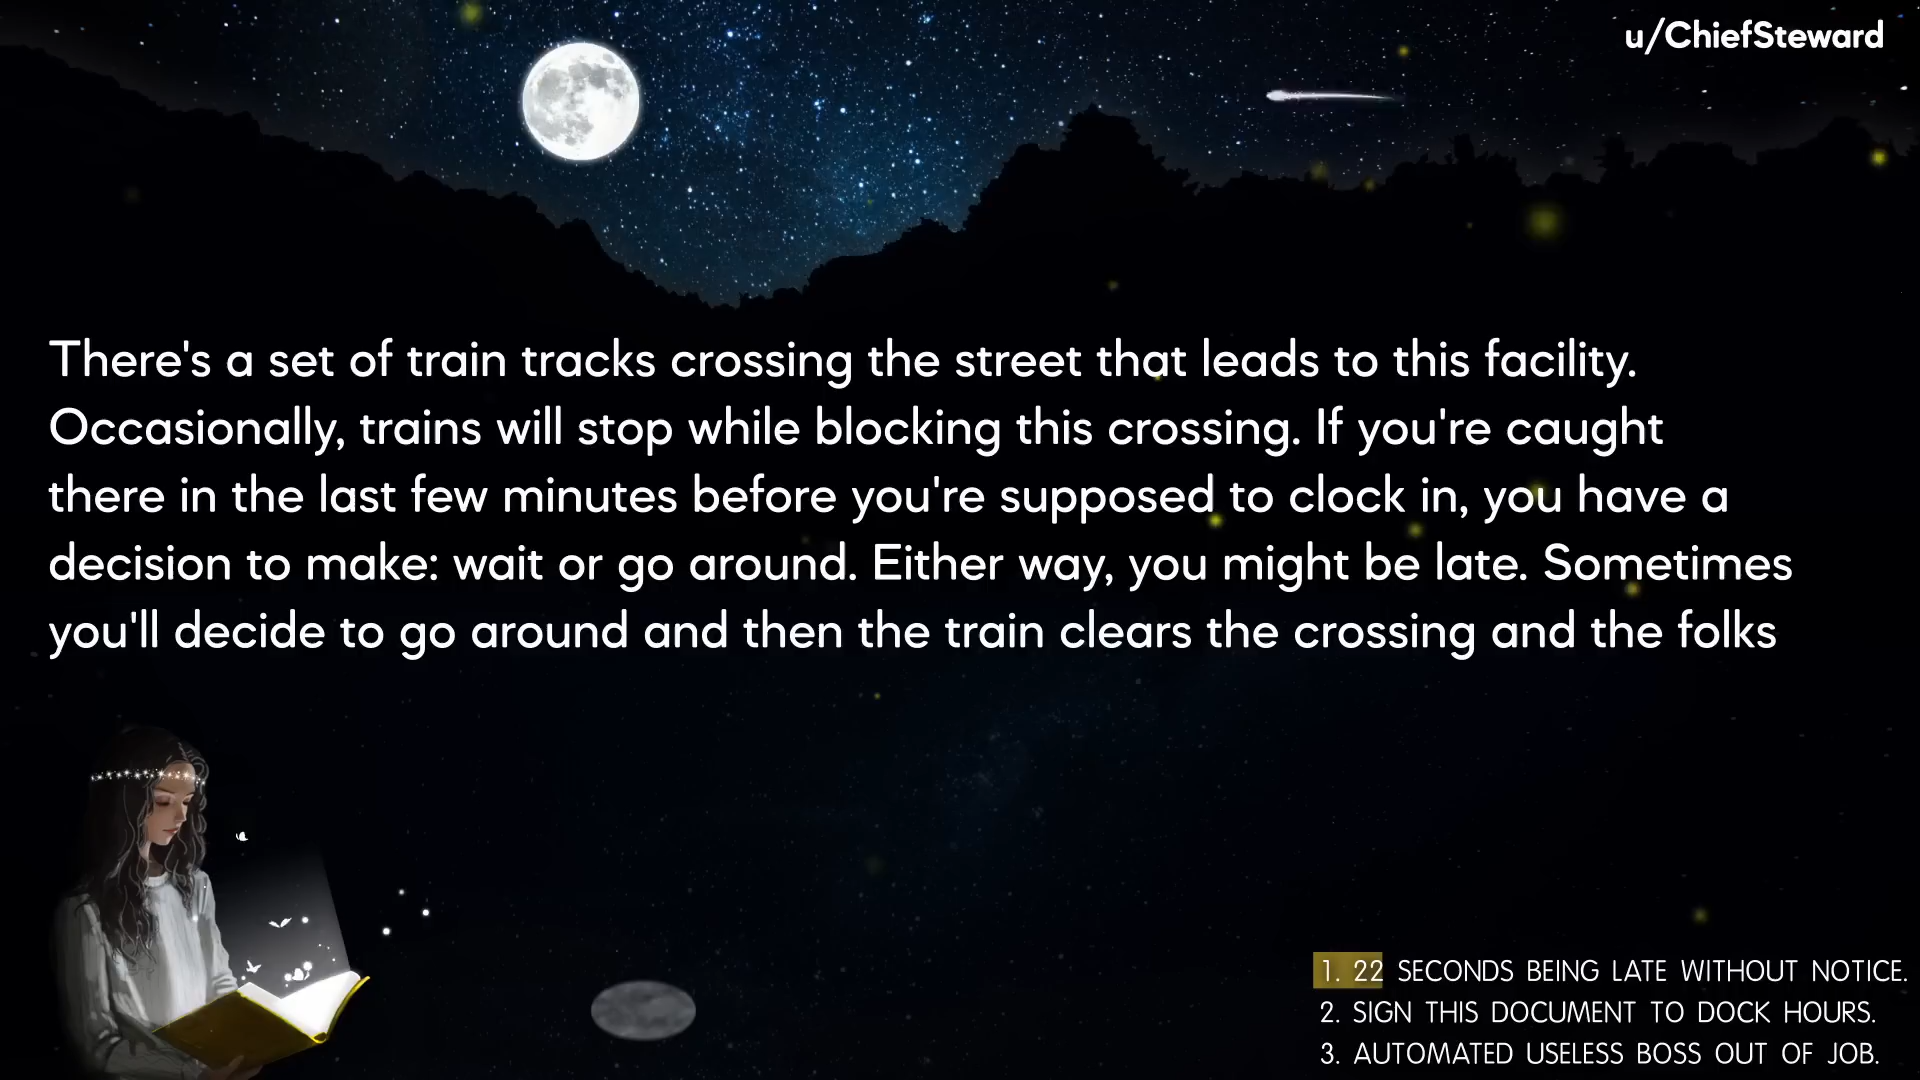 u/ChiefSteward
There's a set of train tracks crossing the street that leads to this facility.
Occasionally, trains will stop while blocking this crossing. If you're caught
there in the last few minutes before you're supposed to clock in, you have a
decision to make: wait or go around. Either way, you might be late. Sometimes
you'll decide to go around and then the train clears the crossing and the folks
1. 22 SECONDS BEING LATE WITHOUT NOTICE.
2. SIGN THIS DOCUMENT TO DOCK HOURS.
3. AUTOMATED USELESS BOSS OUT OF JOB.